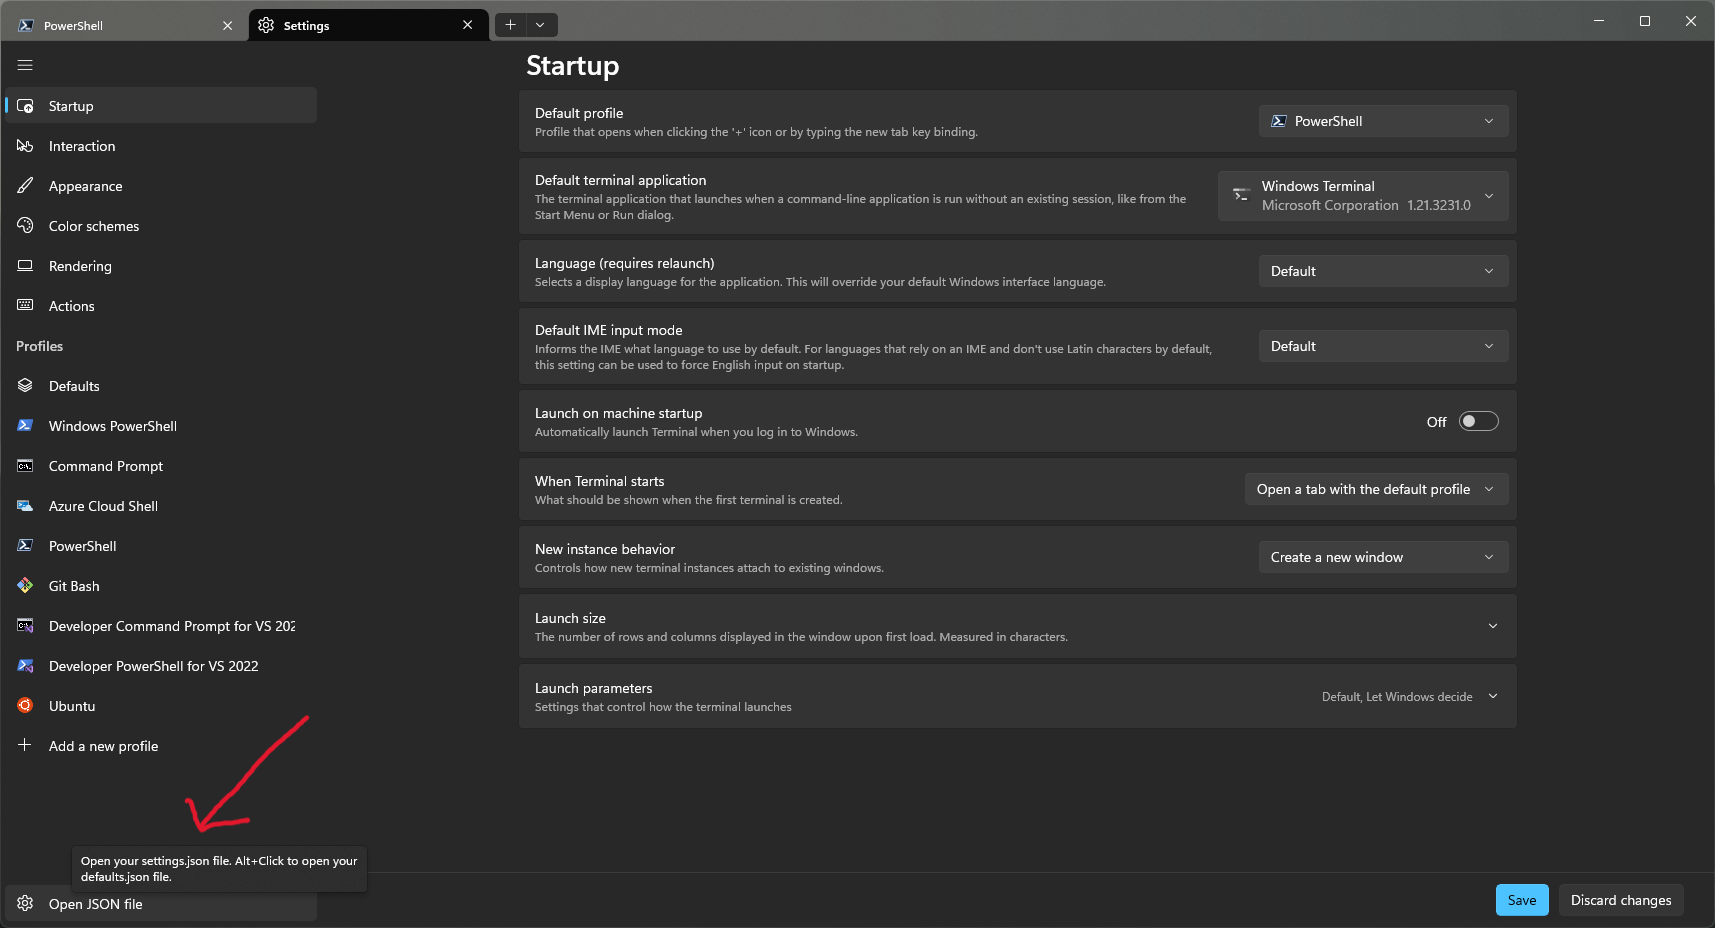 PowerShell
Settings
Startup
Interaction
Appearance
Color schemes
Rendering
Actions
Profiles
Defaults
Windows PowerShell
Command Prompt
Azure Cloud Shell
PowerShell
Git Bash
Developer Command Prompt for VS 202
Developer PowerShell for VS 2022
Ubuntu
Add a new profile
Open your settings.json file. Alt+Click to open your
defaults.json file.
Open JSON file
Startup
Default profile
Profile that opens when clicking the '+' icon or by typing the new tab key binding.
PowerShell
Default terminal application
The terminal application that launches when a command-line application is run without an existing session, like from the
Start Menu or Run dialog.
Windows Terminal
Microsoft Corporation 1.21.3231.0
Language (requires relaunch)
Selects a display language for the application. This will override your default Windows interface language.
Default
Default IME input mode
Informs the IME what language to use by default. For languages that rely on an IME and don't use Latin characters by default,
this setting can be used to force English input on startup.
Default
Launch on machine startup
Automatically launch Terminal when you log in to Windows.
Off
When Terminal starts
What should be shown when the first terminal is created.
Open a tab with the default profile
New instance behavior
Controls how new terminal instances attach to existing windows.
Create a new window
Launch size
The number of rows and columns displayed in the window upon first load. Measured in characters.
Launch parameters
Settings that control how the terminal launches
Default, Let Windows decide
Save
Discard changes